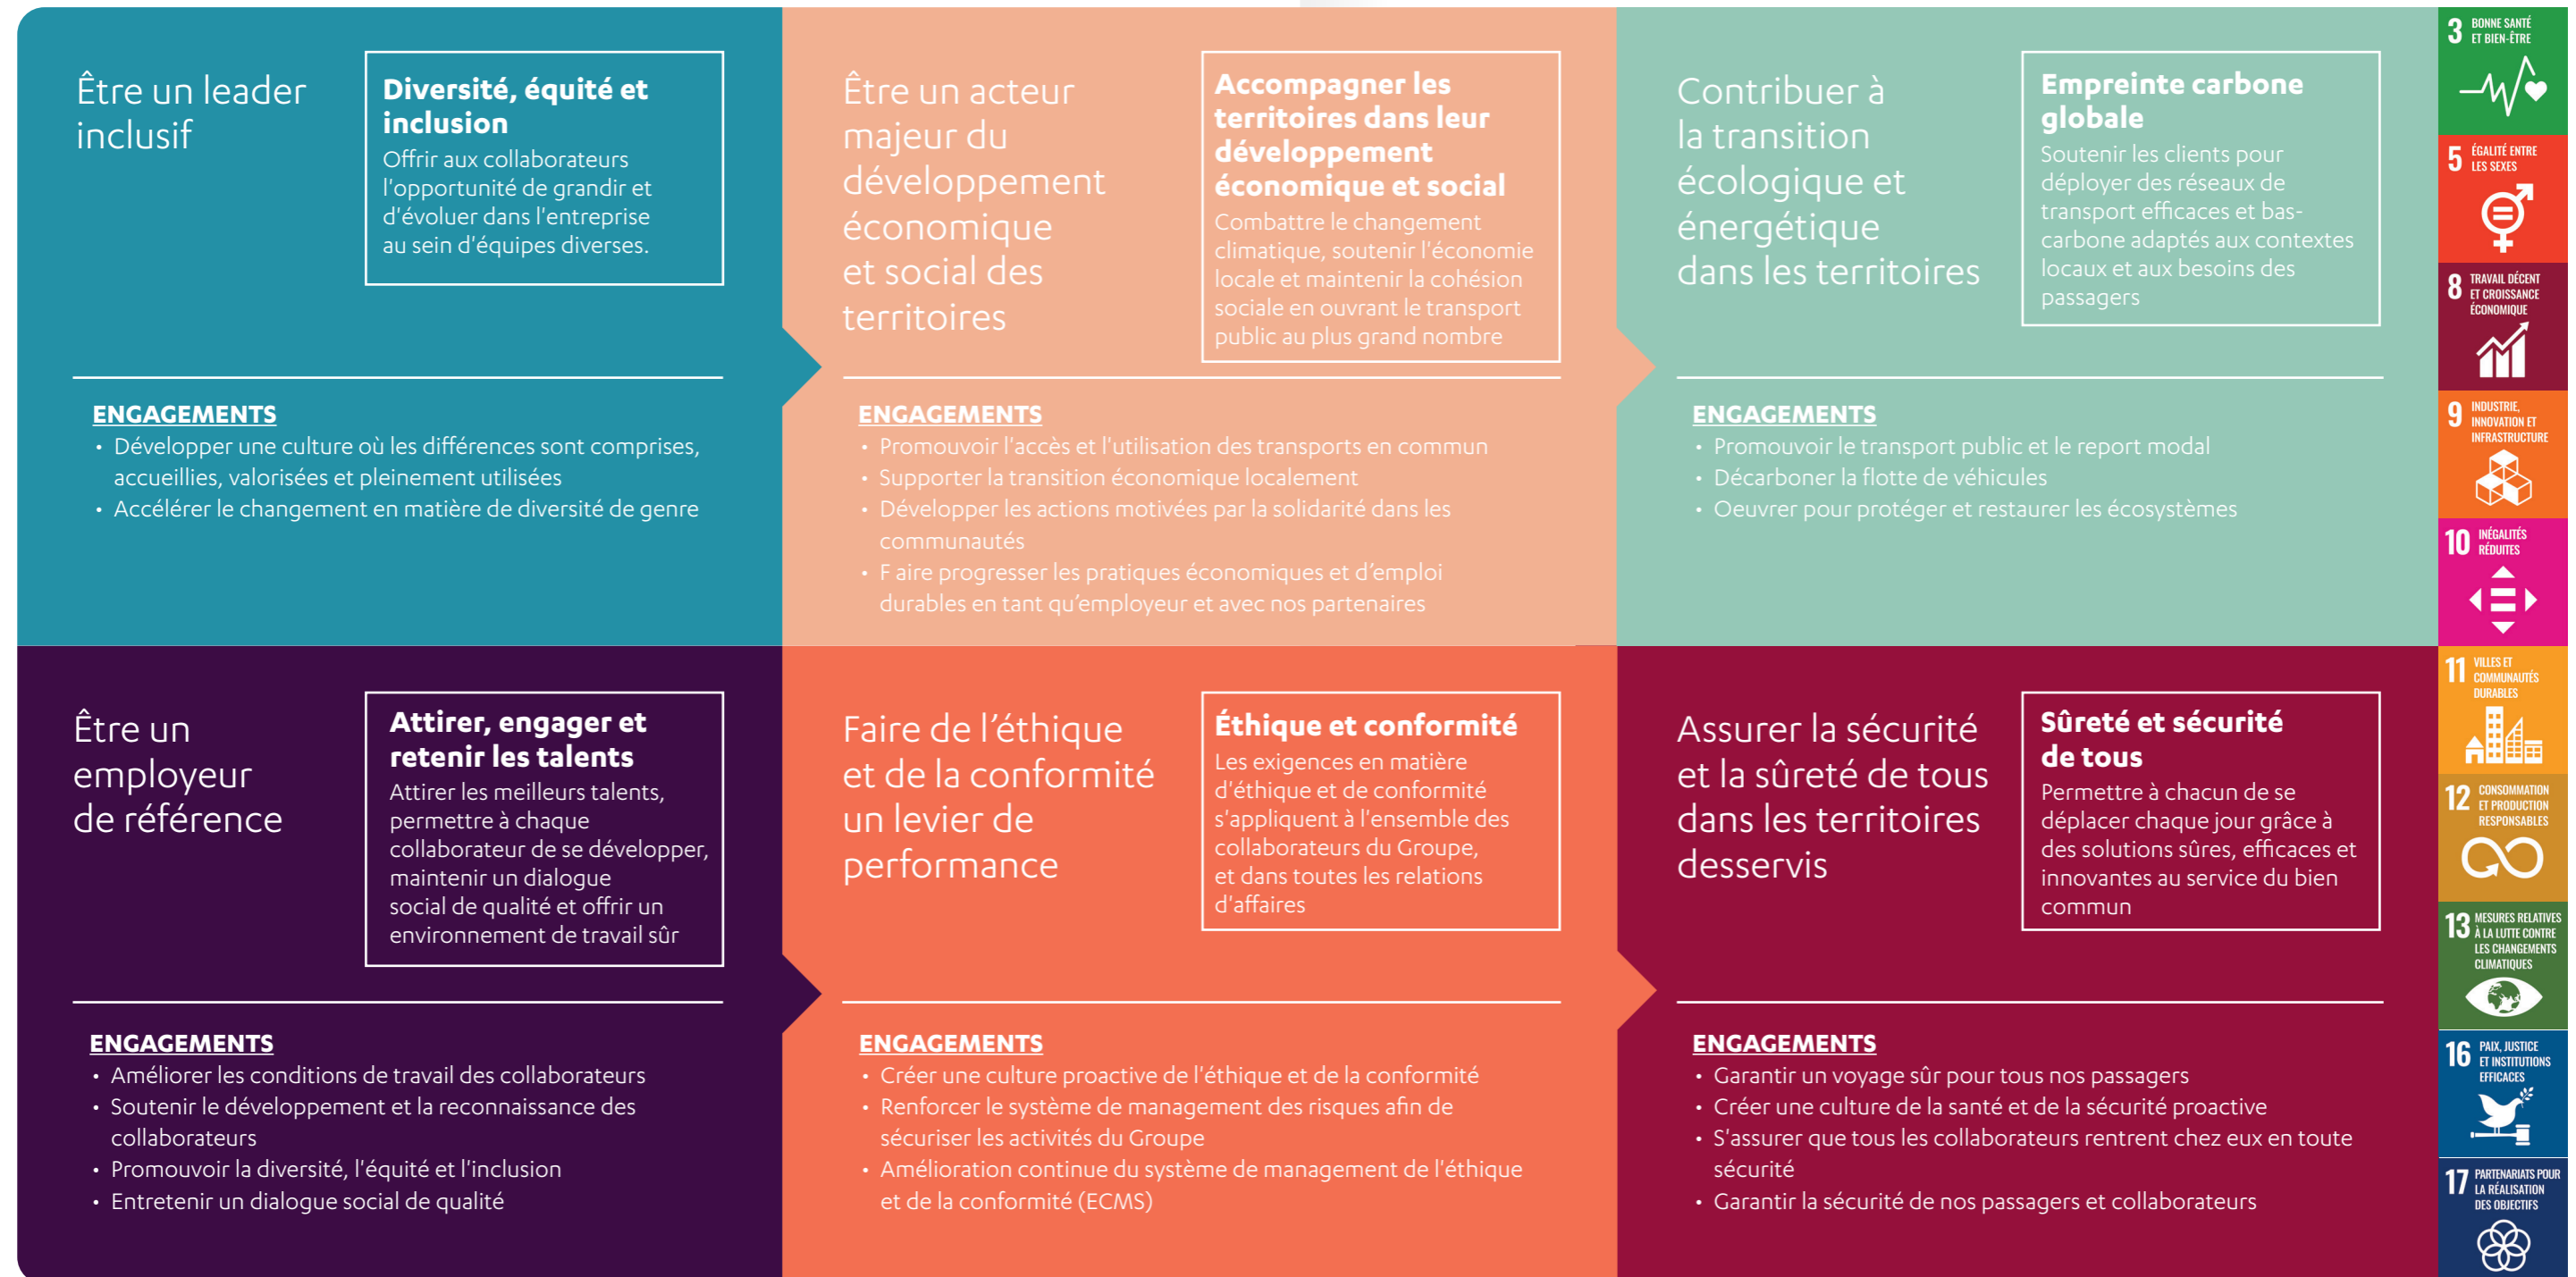 Être un leader
inclusif
Diversité, équité et
inclusion
Offrir aux collaborateurs
l'opportunité de grandir et
d'évoluer dans l'entreprise
au sein d'équipes diverses.
ENGAGEMENTS
• Développer une culture où les différences sont comprises,
accueillies, valorisées et pleinement utilisées
• Accélérer le changement en matière de diversité de genre
Être un acteur
majeur du
développement
économique
et social des
territoires
Accompagner les
territoires dans leur
développement
économique et social
Combattre le changement
climatique, soutenir l'économie
locale et maintenir la cohésion
sociale en ouvrant le transport
public au plus grand nombre
ENGAGEMENTS
• Promouvoir l'accès et l'utilisation des transports en commun
• Supporter la transition économique localement
• Développer les actions motivées par la solidarité dans les
communautés
• F aire progresser les pratiques économiques et d’emploi
durables en tant qu’employeur et avec nos partenaires
Contribuer à
la transition
écologique et
énergétique
dans les territoires
Empreinte carbone
globale
Soutenir les clients pour
déployer des réseaux de
transport efficaces et bas-
carbone adaptés aux contextes
locaux et aux besoins des
passagers
ENGAGEMENTS
• Promouvoir le transport public et le report modal
• Décarboner la flotte de véhicules
• Oeuvrer pour protéger et restaurer les écosystèmes
Être un
employeur
de référence
Attirer, engager et
retenir les talents
Attirer les meilleurs talents,
permettre à chaque
collaborateur de se développer,
maintenir un dialogue
social de qualité et offrir un
environnement de travail sûr
ENGAGEMENTS
• Améliorer les conditions de travail des collaborateurs
• Soutenir le développement et la reconnaissance des
collaborateurs
• Promouvoir la diversité, l'équité et l'inclusion
• Entretenir un dialogue social de qualité
Faire de l’éthique
et de la conformité
un levier de
performance
Éthique et conformité
Les exigences en matière
d'éthique et de conformité
s'appliquent à l'ensemble des
collaborateurs du Groupe,
et dans toutes les relations
d'affaires
ENGAGEMENTS
• Créer une culture proactive de l'éthique et de la conformité
• Renforcer le système de management des risques afin de
sécuriser les activités du Groupe
• Amélioration continue du système de management de l'éthique
et de la conformité (ECMS)
Assurer la sécurité
et la sûreté de tous
dans les territoires
desservis
Sûreté et sécurité
de tous
Permettre à chacun de se
déplacer chaque jour grâce à
des solutions sûres, efficaces et
innovantes au service du bien
commun
ENGAGEMENTS
• Garantir un voyage sûr pour tous nos passagers
• Créer une culture de la santé et de la sécurité proactive
• S'assurer que tous les collaborateurs rentrent chez eux en toute
sécurité
• Garantir la sécurité de nos passagers et collaborateurs
3 BONNE SANTÉ
ET BIEN-ÊTRE
5 ÉGALITÉ ENTRE
LES SEXES
8 TRAVAIL DÉCENT
ET CROISSANCE
ÉCONOMIQUE
9 INDUSTRIE,
INNOVATION ET
INFRASTRUCTURE
10 INÉGALITÉS
RÉDUITES
11 VILLES ET
COMMUNAUTÉS
DURABLES
12 CONSOMMATION
ET PRODUCTION
RESPONSABLES
13 MESURES RELATIVES
À LA LUTTE CONTRE
LES CHANGEMENTS
CLIMATIQUES
16 PAIX, JUSTICE
ET INSTITUTIONS
EFFICACES
17 PARTENARIATS POUR
LA RÉALISATION
DES OBJECTIFS